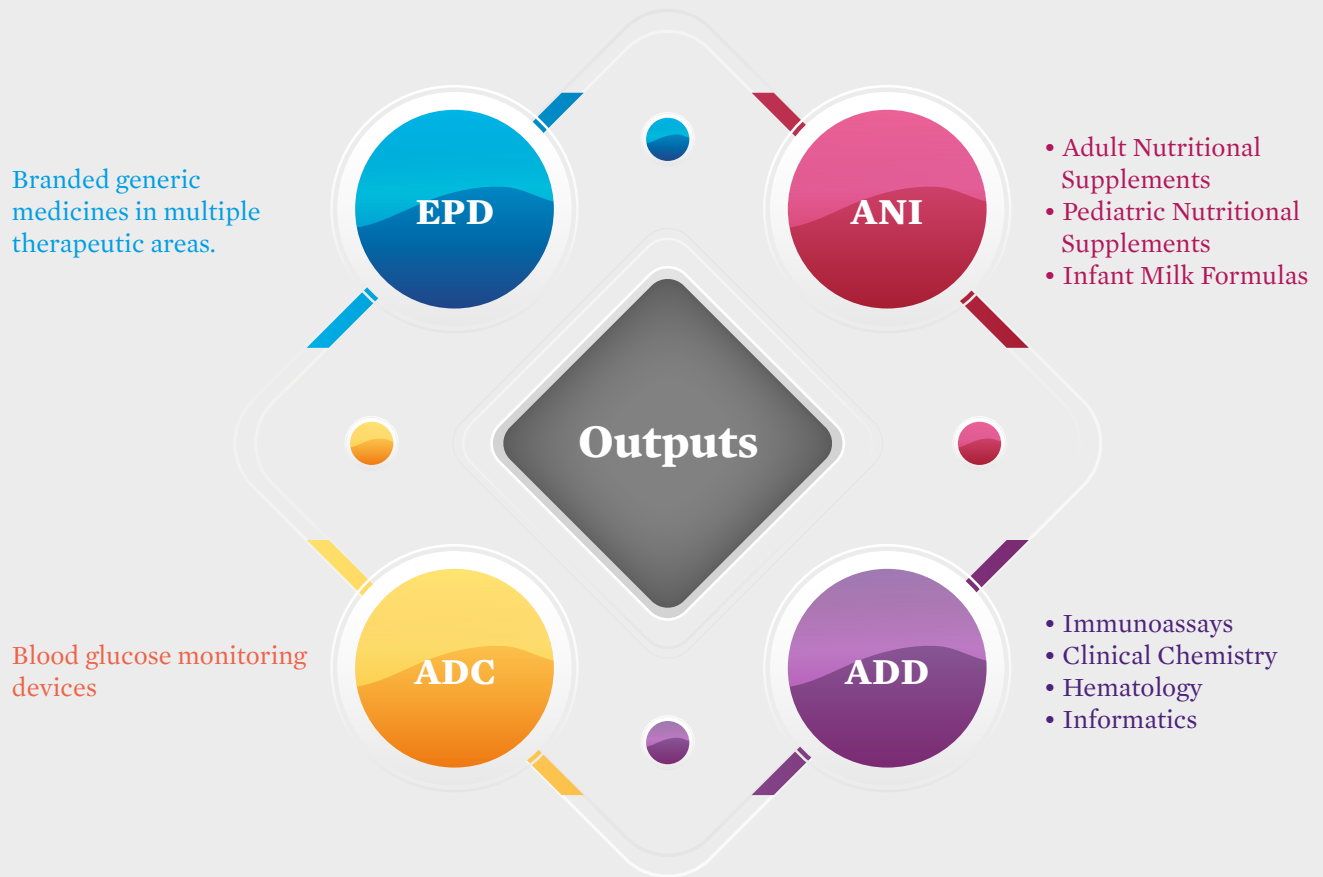 EPD
Branded generic
medicines in multiple
therapeutic areas.
ANI
• Adult Nutritional
Supplements
• Pediatric Nutritional
Supplements
• Infant Milk Formulas
Outputs
ADC
Blood glucose monitoring
devices
ADD
• Immunoassays
• Clinical Chemistry
• Hematology
• Informatics